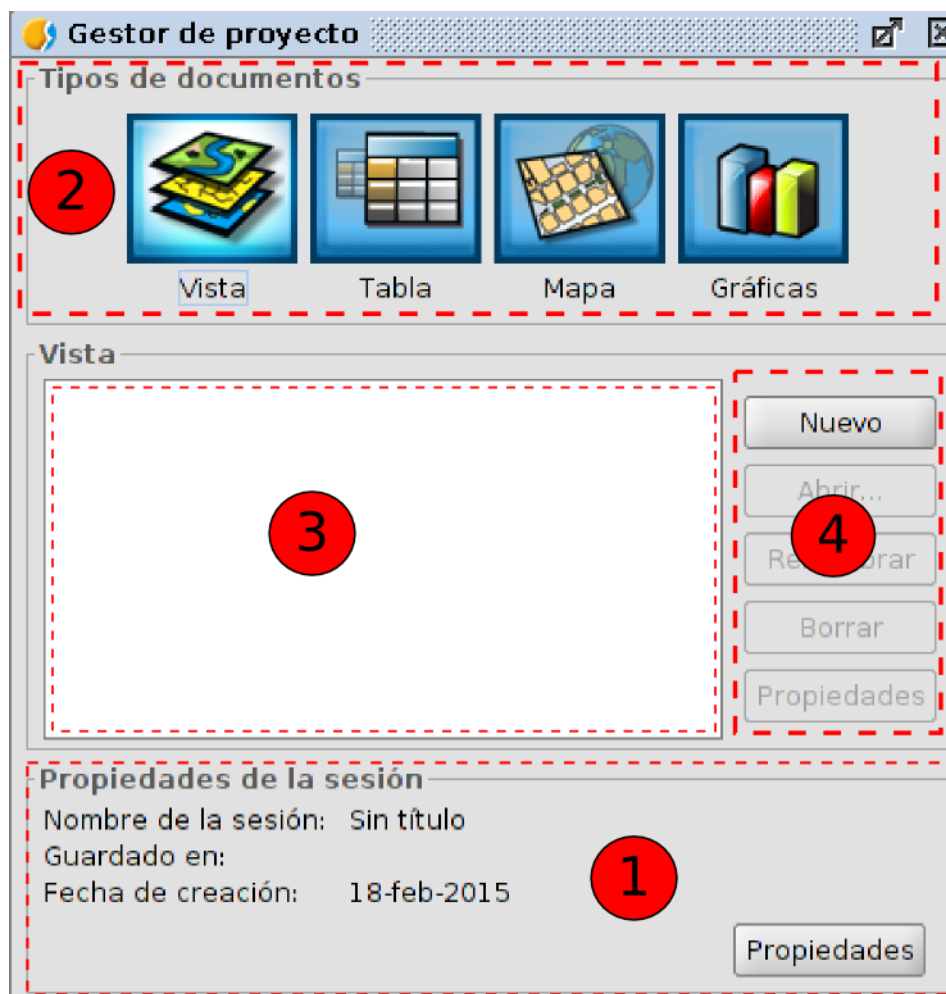 Gestor de proyecto
Tipos de documentos
2
Vista Tabla Mapa Gráficas
Vista
Nuevo
Abrir...
3
4
Borrar
Propiedades
Propiedades de la sesión
Nombre de la sesión: Sin título
Guardado en:
Fecha de creación: 18-feb-2015
1
Propiedades